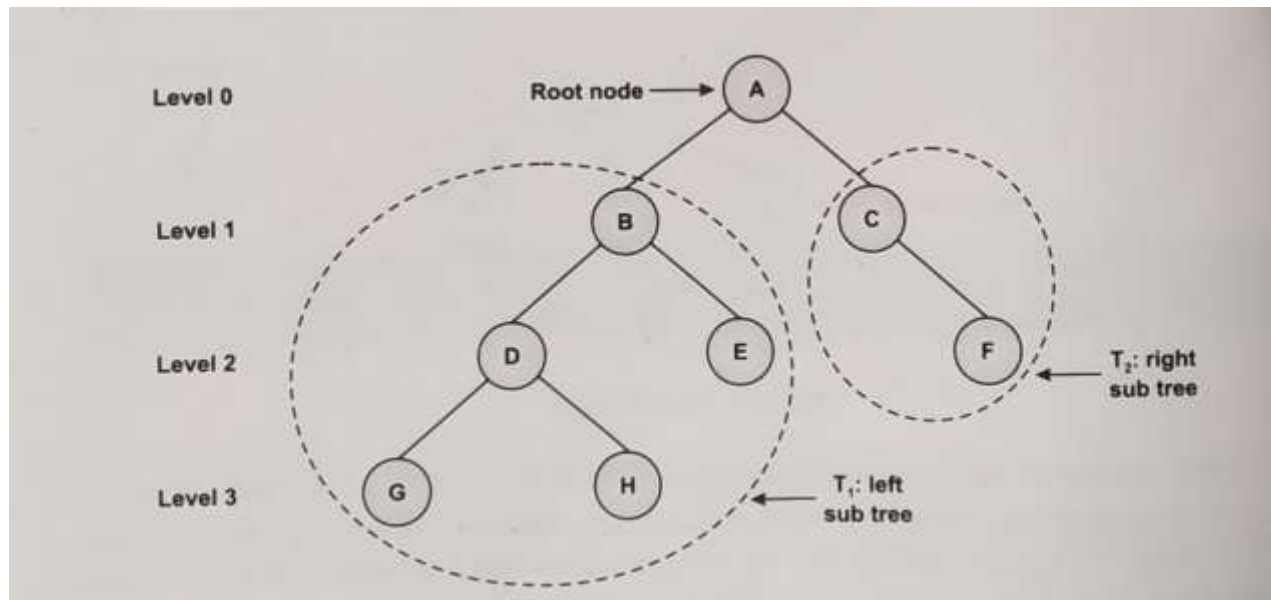 Level 0
Root node
A
Level 1
B
C
Level 2
D
E
F
T₂: right
sub tree
Level 3
G
H
T₁: left
sub tree